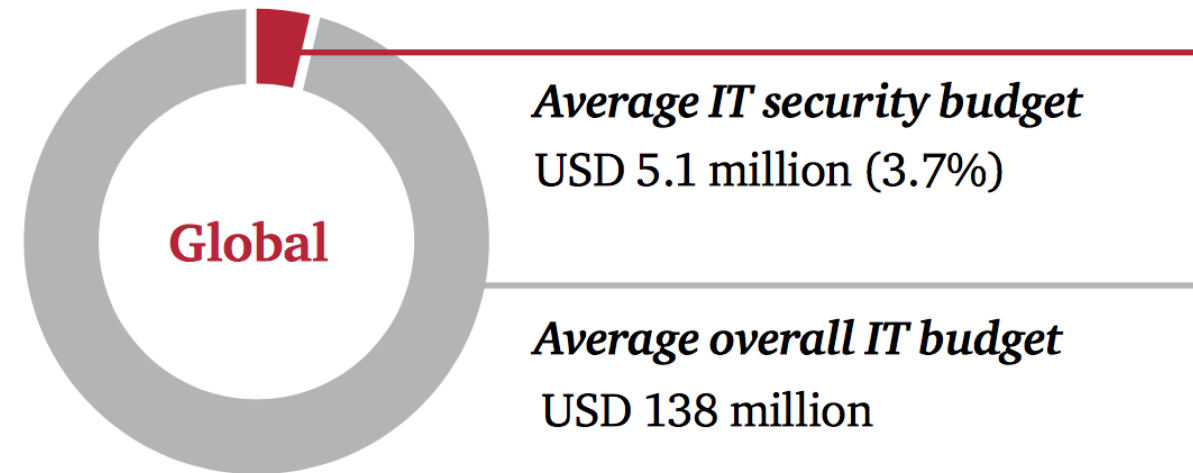 Global
Average IT security budget
USD 5.1 million (3.7%)
Average overall IT budget
USD 138 million